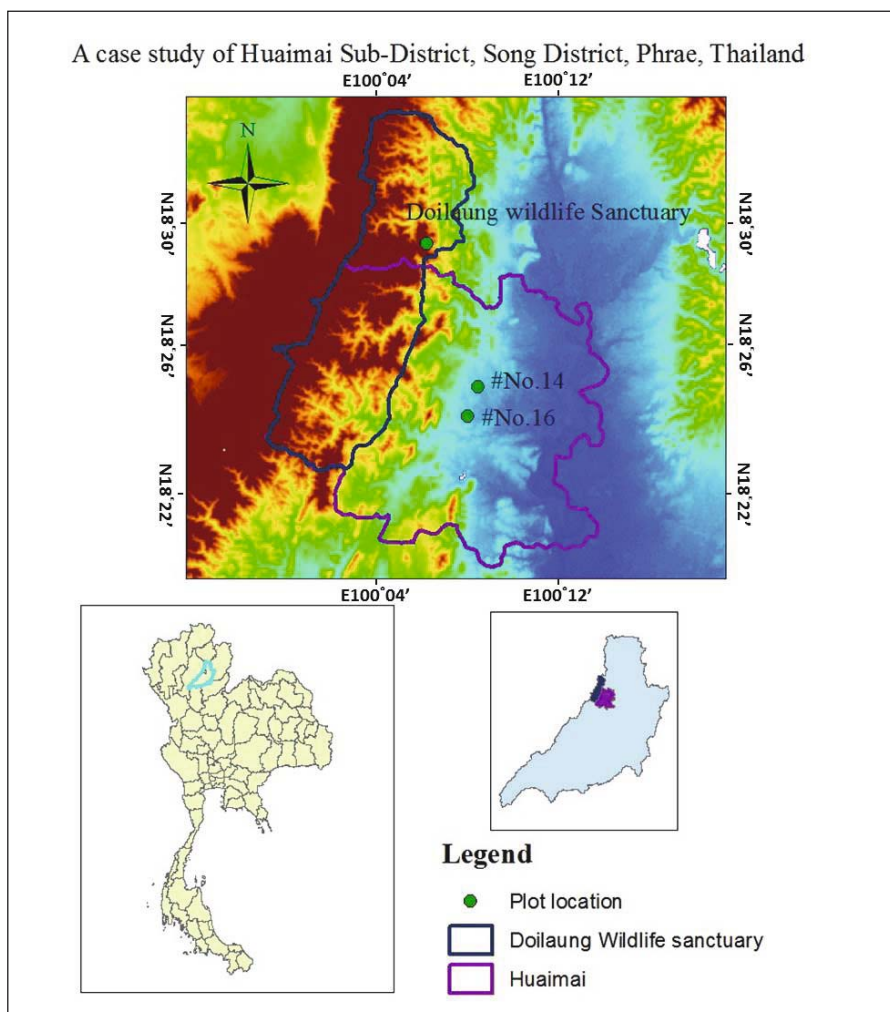 A case study of Huaimai Sub-District, Song District, Phrae, Thailand
E100°04’ E100°12’
N
Doilaung wildlife Sanctuary
N18°30’ N18°30’
N18°26’ N18°26’
#No.14
#No.16
N18°22’ N18°22’
E100°04’ E100°12’
Legend
Plot location
Doilaung Wildlife sanctuary
Huaimai